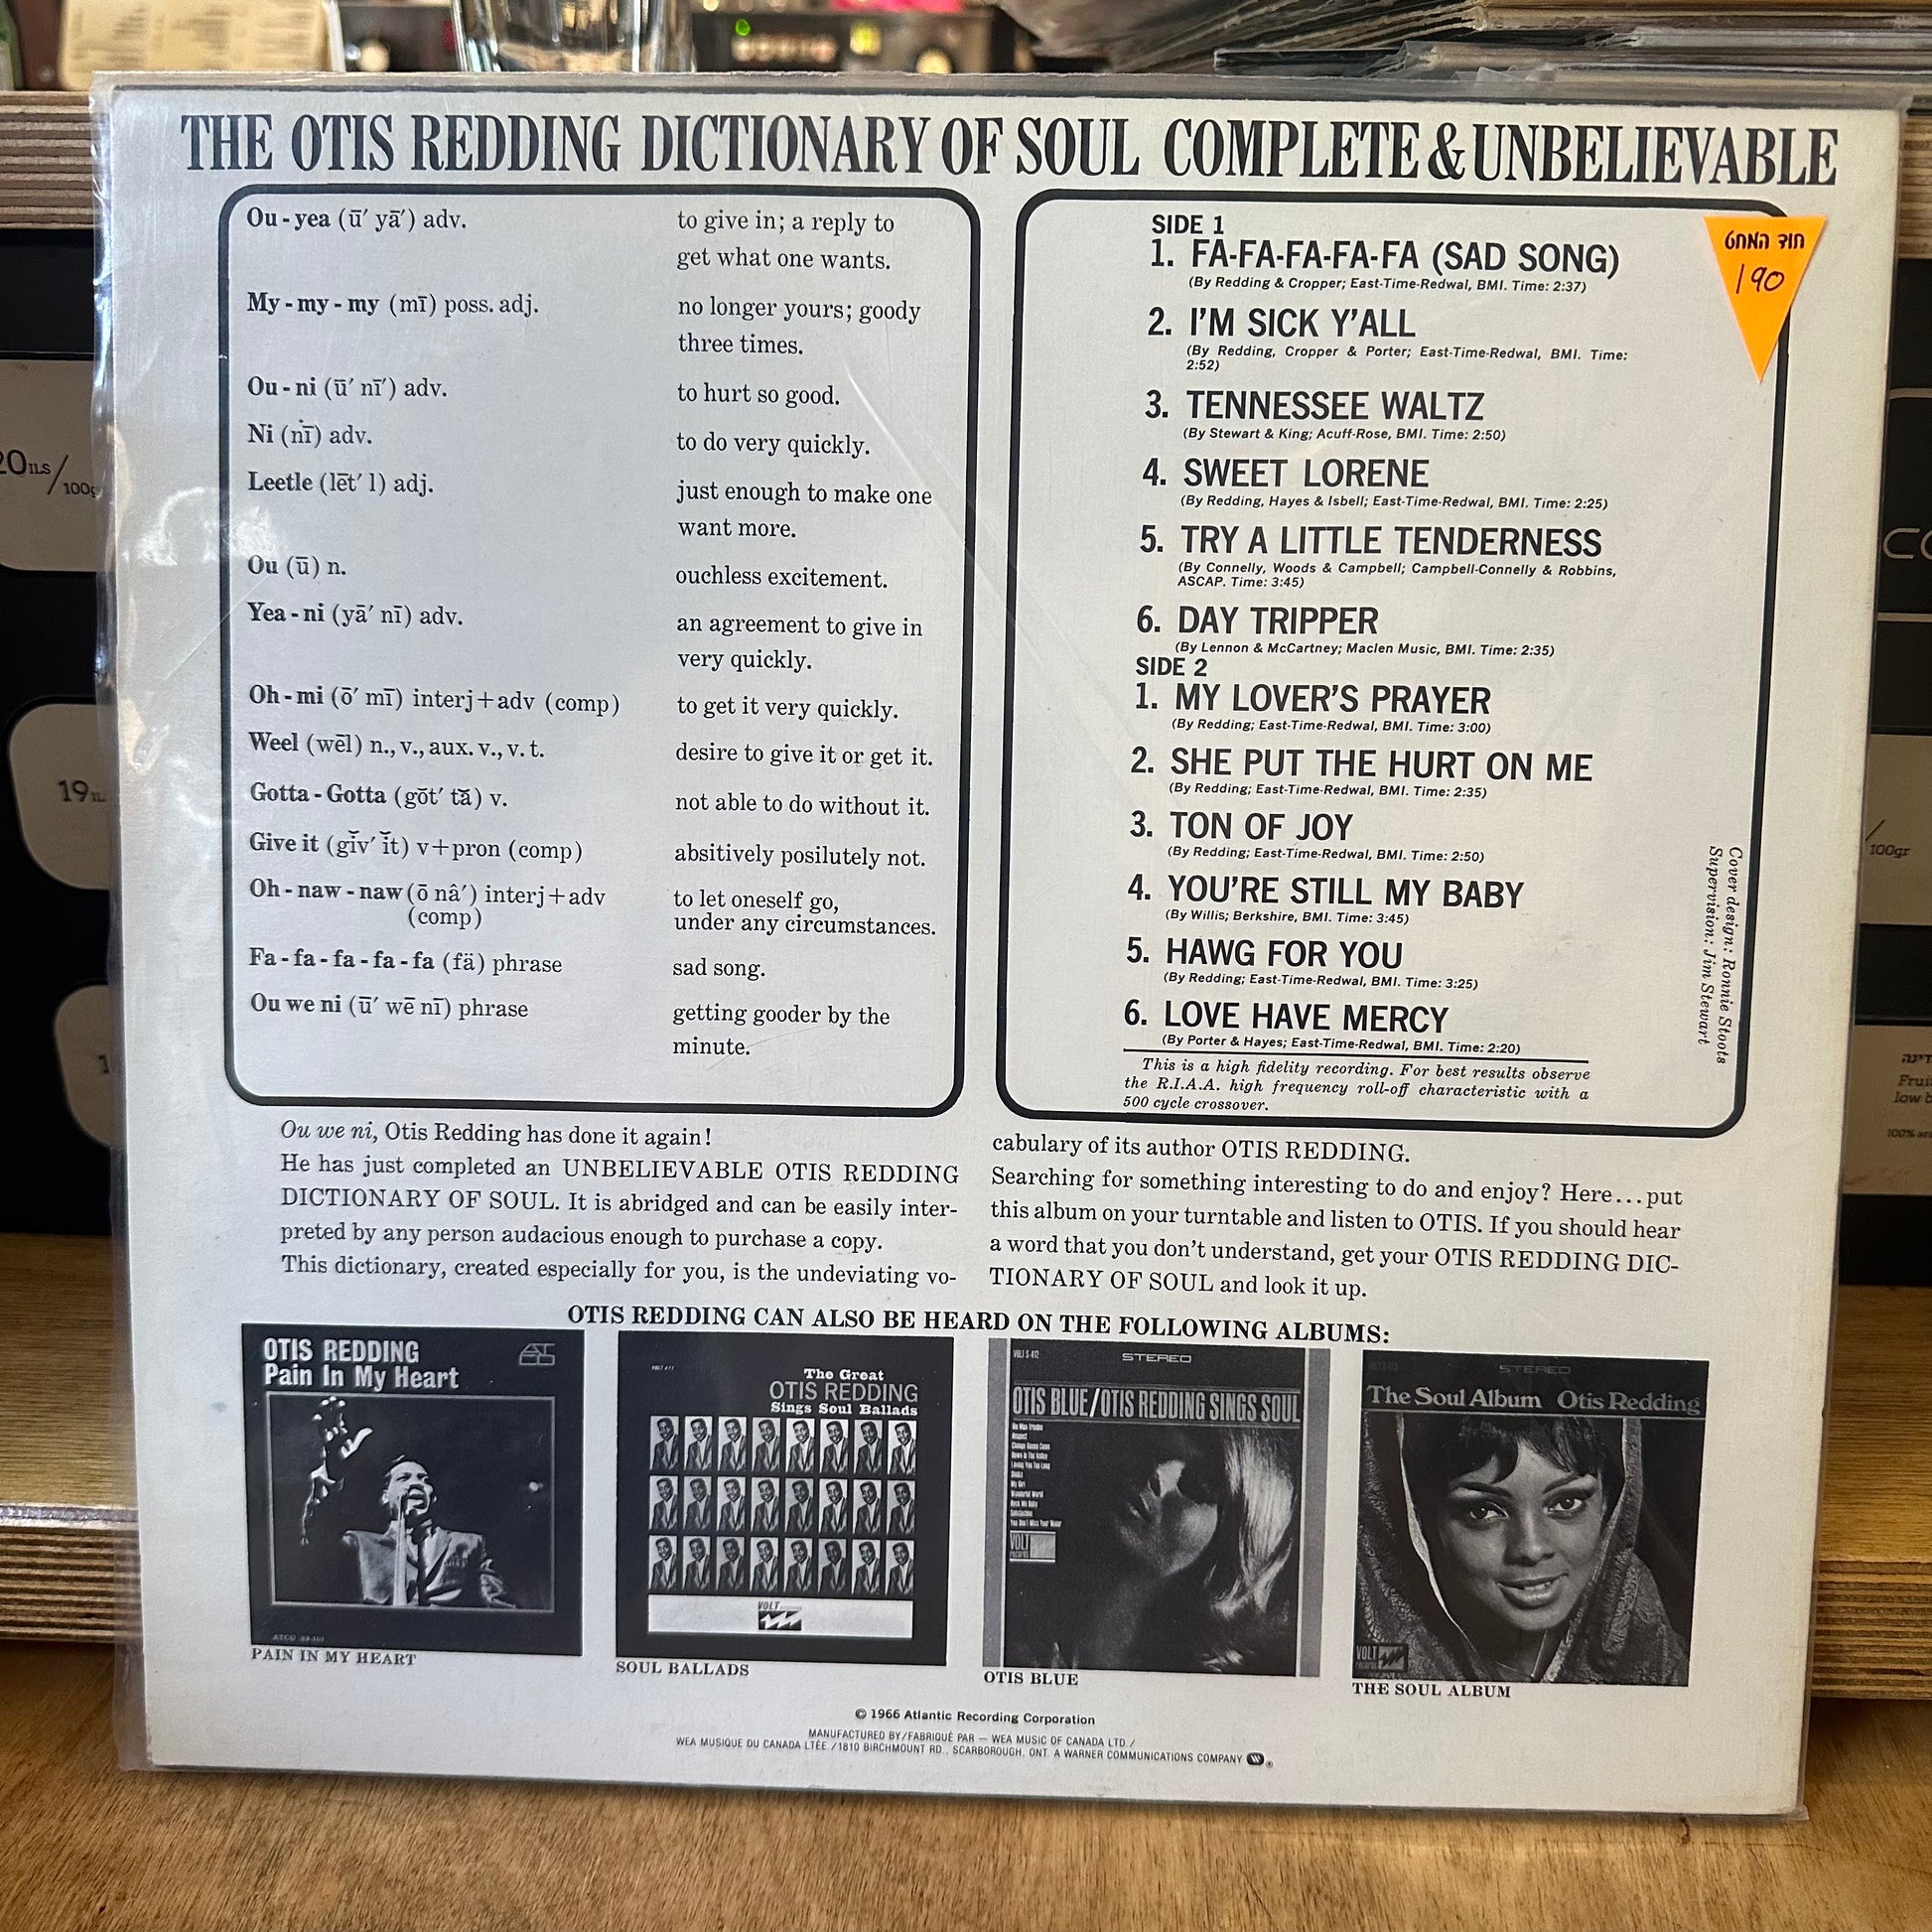 THE OTIS REDDING DICTIONARY OF SOUL COMPLETE & UNBELIEVABLE
Ou - yea (ū′ yā′) adv.
to give in; a reply to
get what one wants.
My - my - my (mī) poss. adj.
no longer yours; goody
three times.
Ou - ni (ū′ nī′) adv.
to hurt so good.
Ni (nī) adv.
to do very quickly.
Leetle (lēt′ l) adj.
just enough to make one
want more.
Ou (ū) n.
ouchless excitement.
Yea - ni (yā′ nī) adv.
an agreement to give in
very quickly.
Oh - mi (ō′ mī) interj+adv (comp)
to get it very quickly.
Weel (wēl) n., v., aux. v., v. t.
desire to give it or get it.
Gotta - Gotta (gŏt′ tă) v.
not able to do without it.
Give it (gĭv′ ĭt) v+pron (comp)
absitively posilutely not.
Oh - naw - naw (ō nâ′) interj+adv
(comp)
to let oneself go,
under any circumstances.
Fa - fa - fa - fa - fa (fä) phrase
sad song.
Ou we ni (ū′ wē nī) phrase
getting gooder by the
minute.
SIDE 1
1. FA-FA-FA-FA-FA (SAD SONG)
(By Redding & Cropper; East-Time-Redwal, BMI. Time: 2:37)
2. I'M SICK Y'ALL
(By Redding, Cropper & Porter; East-Time-Redwal, BMI. Time:
2:52)
3. TENNESSEE WALTZ
(By Stewart & King; Acuff-Rose, BMI. Time: 2:50)
4. SWEET LORENE
(By Redding, Hayes & Isbell; East-Time-Redwal, BMI. Time: 2:25)
5. TRY A LITTLE TENDERNESS
(By Connelly, Woods & Campbell; Campbell-Connelly & Robbins,
ASCAP. Time: 3:45)
6. DAY TRIPPER
(By Lennon & McCartney; Maclen Music, BMI. Time: 2:35)
SIDE 2
1. MY LOVER'S PRAYER
(By Redding; East-Time-Redwal, BMI. Time: 3:00)
2. SHE PUT THE HURT ON ME
(By Redding; East-Time-Redwal, BMI. Time: 2:35)
3. TON OF JOY
(By Redding; East-Time-Redwal, BMI. Time: 2:50)
4. YOU'RE STILL MY BABY
(By Willis; Berkshire, BMI. Time: 3:45)
5. HAWG FOR YOU
(By Redding; East-Time-Redwal, BMI. Time: 3:25)
6. LOVE HAVE MERCY
(By Porter & Hayes; East-Time-Redwal, BMI. Time: 2:20)
This is a high fidelity recording. For best results observe
the R.I.A.A. high frequency roll-off characteristic with a
500 cycle crossover.
Cover design: Ronnie Stoots
Supervision: Jim Stewart
חוד המחט
190
Ou we ni, Otis Redding has done it again!
He has just completed an UNBELIEVABLE OTIS REDDING
DICTIONARY OF SOUL. It is abridged and can be easily inter-
preted by any person audacious enough to purchase a copy.
This dictionary, created especially for you, is the undeviating vo-
cabulary of its author OTIS REDDING.
Searching for something interesting to do and enjoy? Here...put
this album on your turntable and listen to OTIS. If you should hear
a word that you don't understand, get your OTIS REDDING DIC-
TIONARY OF SOUL and look it up.
OTIS REDDING CAN ALSO BE HEARD ON THE FOLLOWING ALBUMS:
OTIS REDDING
Pain In My Heart
PAIN IN MY HEART
The Great
OTIS REDDING
Sings Soul Ballads
VOLT
SOUL BALLADS
STEREO
OTIS BLUE/OTIS REDDING SINGS SOUL
VOLT
records
OTIS BLUE
STEREO
The Soul Album Otis Redding
VOLT
records
THE SOUL ALBUM
© 1966 Atlantic Recording Corporation
MANUFACTURED BY/FABRIQUÉ PAR — WEA MUSIC OF CANADA LTD./
WEA MUSIQUE DU CANADA LTÉE./1810 BIRCHMOUNT RD., SCARBOROUGH, ONT. A WARNER COMMUNICATIONS COMPANY
20 ILS/
100g
19
/100gr